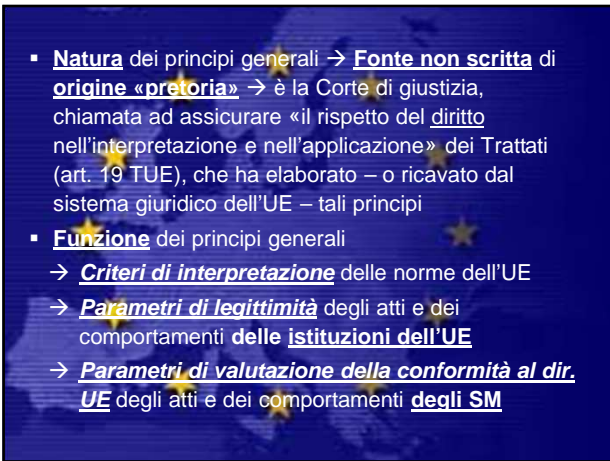 ▪ Natura dei principi generali → Fonte non scritta di
origine «pretoria» → è la Corte di giustizia,
chiamata ad assicurare «il rispetto del diritto
nell’interpretazione e nell’applicazione» dei Trattati
(art. 19 TUE), che ha elaborato – o ricavato dal
sistema giuridico dell’UE – tali principi
▪ Funzione dei principi generali
→ Criteri di interpretazione delle norme dell’UE
→ Parametri di legittimità degli atti e dei
comportamenti delle istituzioni dell’UE
→ Parametri di valutazione della conformità al dir.
UE degli atti e dei comportamenti degli SM